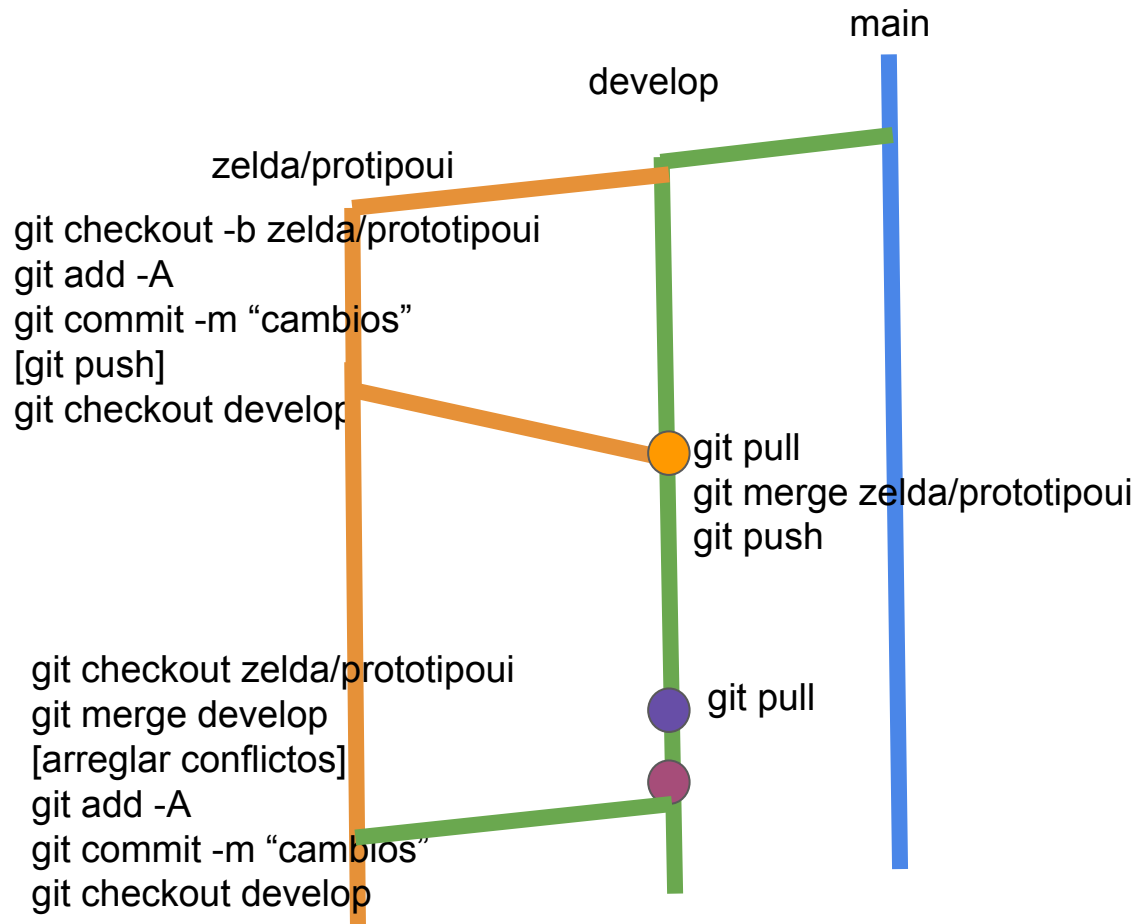 main
develop
zelda/protipoui
git checkout -b zelda/prototipoui
git add -A
git commit -m “cambios”
[git push]
git checkout develop
git pull
git merge zelda/prototipoui
git push
git checkout zelda/prototipoui
git merge develop
[arreglar conflictos]
git add -A
git commit -m “cambios”
git checkout develop
git pull